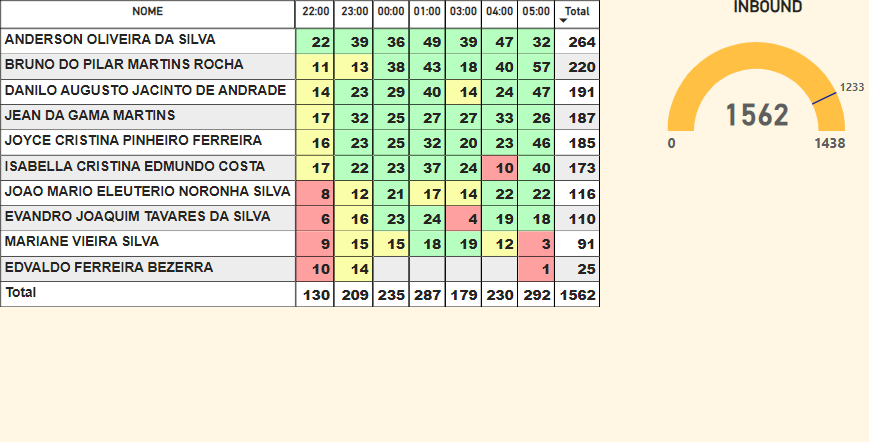 NOME 22:00 23:00 00:00 01:00 03:00 04:00 05:00 Total
ANDERSON OLIVEIRA DA SILVA 22 39 36 49 39 47 32 264
BRUNO DO PILAR MARTINS ROCHA 11 13 38 43 18 40 57 220
DANILO AUGUSTO JACINTO DE ANDRADE 14 23 29 40 14 24 47 191
JEAN DA GAMA MARTINS 17 32 25 27 27 33 26 187
JOYCE CRISTINA PINHEIRO FERREIRA 16 23 25 32 20 23 46 185
ISABELLA CRISTINA EDMUNDO COSTA 17 22 23 37 24 10 40 173
JOAO MARIO ELEUTERIO NORONHA SILVA 8 12 21 17 14 22 22 116
EVANDRO JOAQUIM TAVARES DA SILVA 6 16 23 24 4 19 18 110
MARIANE VIEIRA SILVA 9 15 15 18 19 12 3 91
EDVALDO FERREIRA BEZERRA 10 14 1 25
Total 130 209 235 287 179 230 292 1562
INBOUND
1233
1562
0 1438